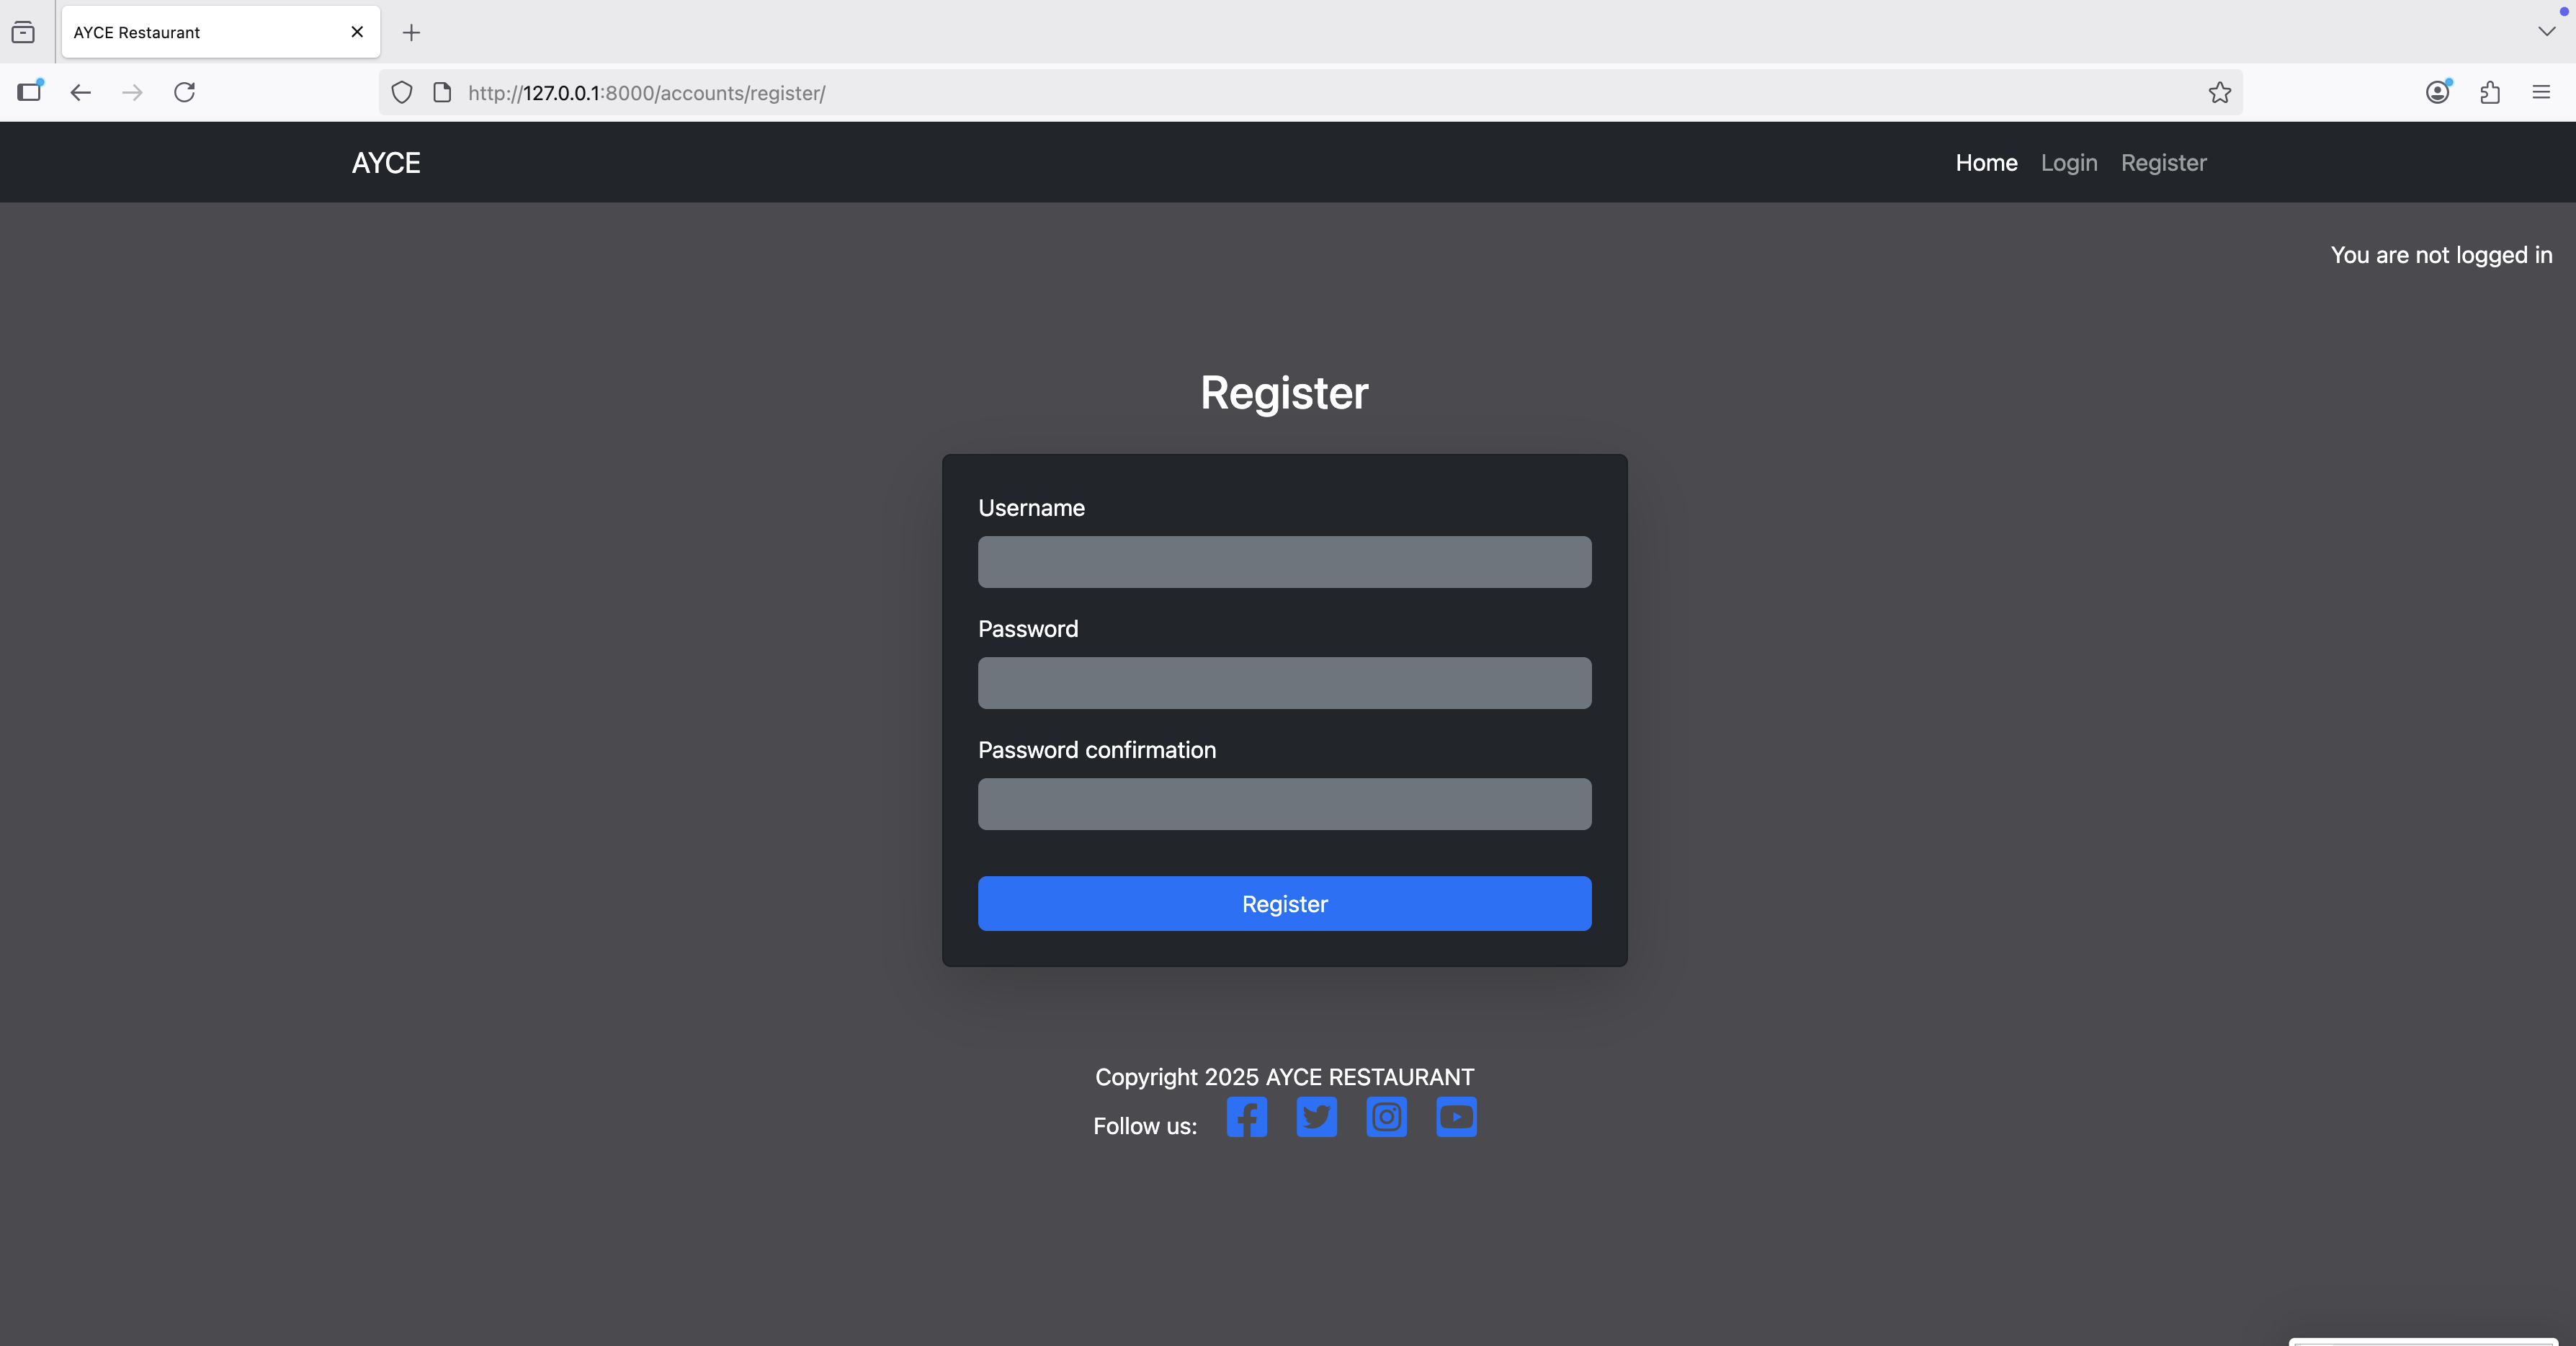 AYCE Restaurant
http://127.0.0.1:8000/accounts/register/
AYCE
Home Login Register
You are not logged in
Register
Username
Password
Password confirmation
Register
Copyright 2025 AYCE RESTAURANT
Follow us: